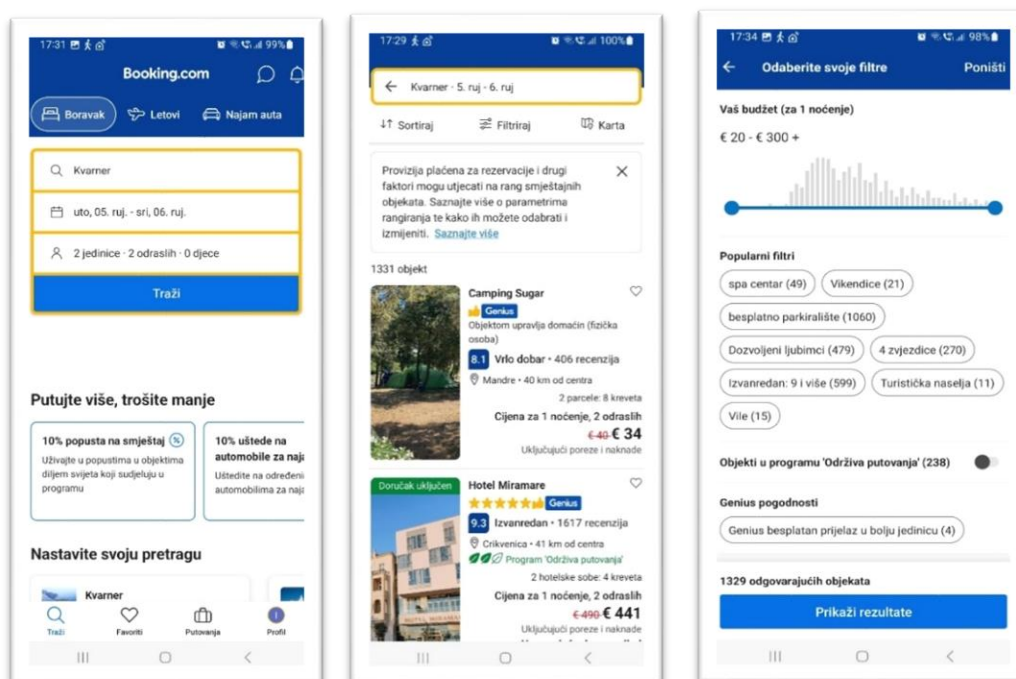 17:31
99%
Booking.com
Boravak
Letovi
Najam auta
Kvarner
uto, 05. ruj. - sri, 06. ruj.
2 jedinice · 2 odraslih · 0 djece
Traži
Putujte više, trošite manje
10% popusta na smještaj
Uživajte u popustima u objektima
diljem svijeta koji sudjeluju u
programu
10% uštede na
automobile za naja
Uštedite na određeni
automobilima za naja
Nastavite svoju pretragu
Kvarner
Traži
Favoriti
Putovanja
Profil
17:29
100%
Kvarner · 5. ruj - 6. ruj
Sortiraj
Filtriraj
Karta
Provizija plaćena za rezervacije i drugi
faktori mogu utjecati na rang smještajnih
objekata. Saznajte više o parametrima
rangiranja te kako ih možete odabrati i
izmijeniti. Saznajte više
1331 objekt
Camping Sugar
Genius
Objektom upravlja domaćin (fizička
osoba)
8.1 Vrlo dobar · 406 recenzija
Mandre · 40 km od centra
2 parcele: 8 kreveta
Cijena za 1 noćenje, 2 odraslih
€ 40 € 34
Uključujući poreze i naknade
Doručak uključen
Hotel Miramare
Genius
9.3 Izvanredan · 1617 recenzija
Crikvenica · 41 km od centra
Program 'Održiva putovanja'
2 hotelske sobe: 4 kreveta
Cijena za 1 noćenje, 2 odraslih
€ 490 € 441
Uključujući poreze i naknade
17:34
98%
Odaberite svoje filtre
Poništi
Vaš budžet (za 1 noćenje)
€ 20 - € 300 +
Popularni filtri
spa centar (49)
Vikendice (21)
besplatno parkiralište (1060)
Dozvoljeni ljubimci (479)
4 zvjezdice (270)
Izvanredan: 9 i više (599)
Turistička naselja (11)
Vile (15)
Objekti u programu 'Održiva putovanja' (238)
Genius pogodnosti
Genius besplatan prijelaz u bolju jedinicu (4)
1329 odgovarajućih objekata
Prikaži rezultate